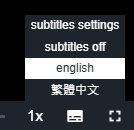 subtitles settings
subtitles off
english
繁體中文
1x